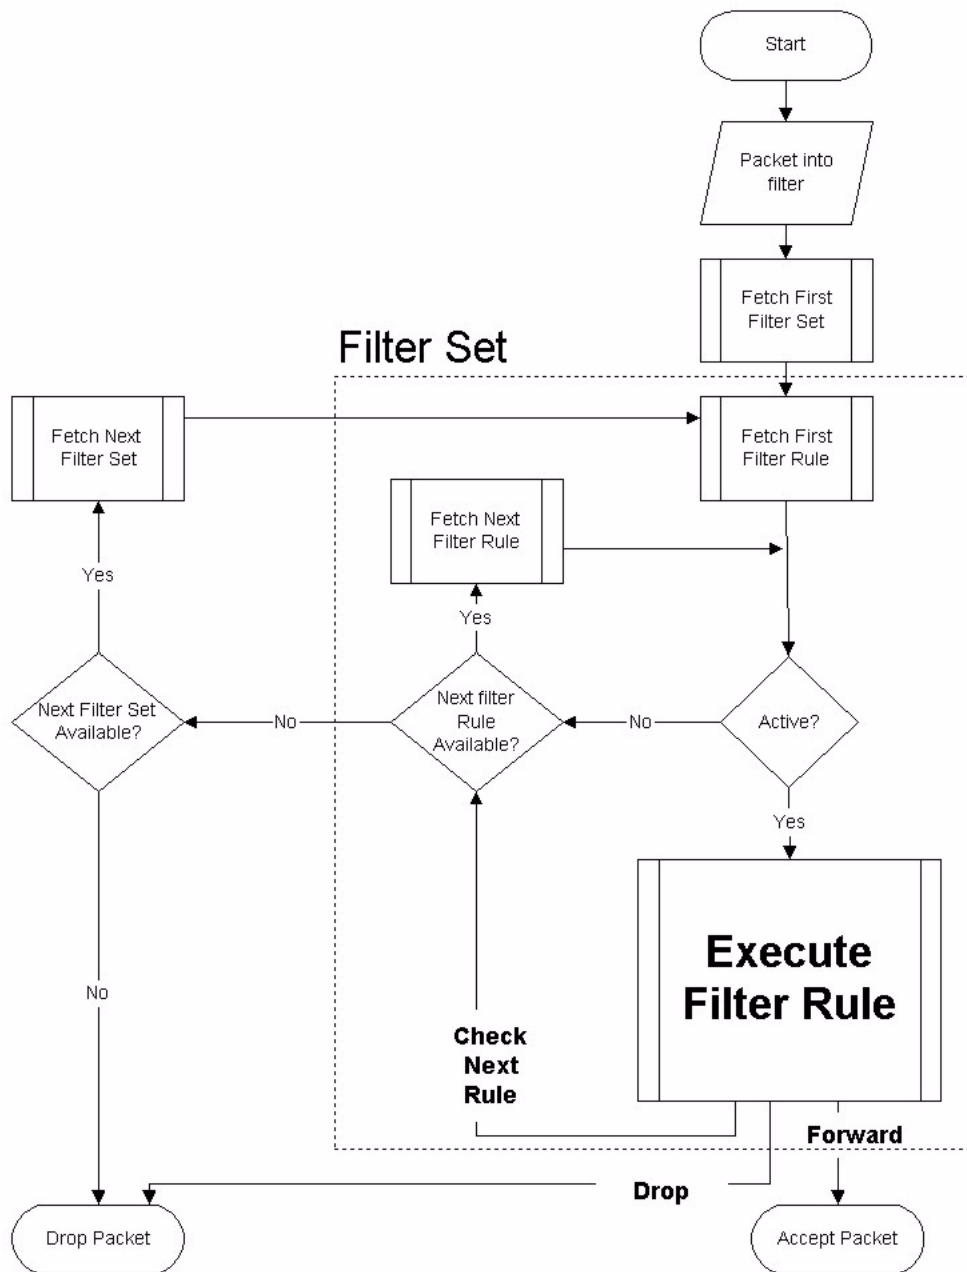 Start
Packet into
filter
Fetch First
Filter Set
Filter Set
Fetch Next
Filter Set
Fetch First
Filter Rule
Fetch Next
Filter Rule
Yes
Yes
Next Filter Set
Available?
No
Next filter
Rule
Available?
No
Active?
Yes
Execute
Filter Rule
No
Check
Next
Rule
Forward
Drop
Drop Packet
Accept Packet